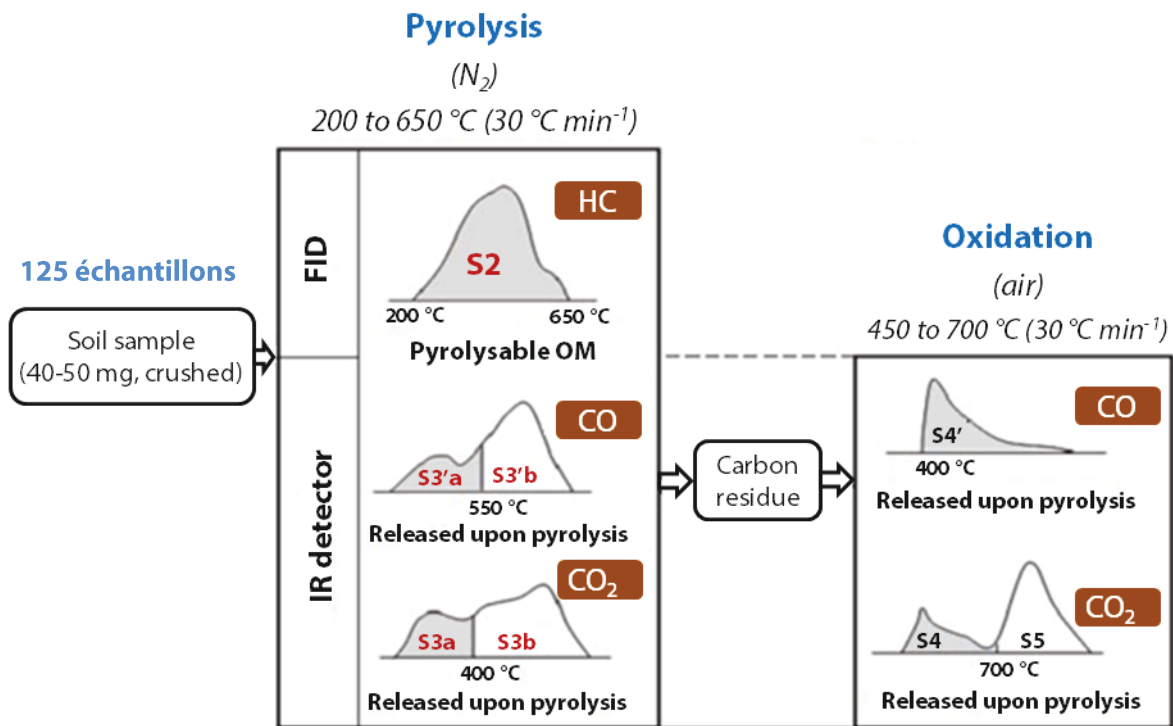 Pyrolysis
(N₂)
200 to 650 °C (30 °C min⁻¹)
125 échantillons
Soil sample
(40-50 mg, crushed)
FID
HC
S2
200 °C 650 °C
Pyrolysable OM
IR detector
CO
S3'a S3'b
550 °C
Released upon pyrolysis
CO₂
S3a S3b
400 °C
Released upon pyrolysis
Carbon
residue
Oxidation
(air)
450 to 700 °C (30 °C min⁻¹)
CO
S4'
400 °C
Released upon pyrolysis
CO₂
S4 S5
700 °C
Released upon pyrolysis